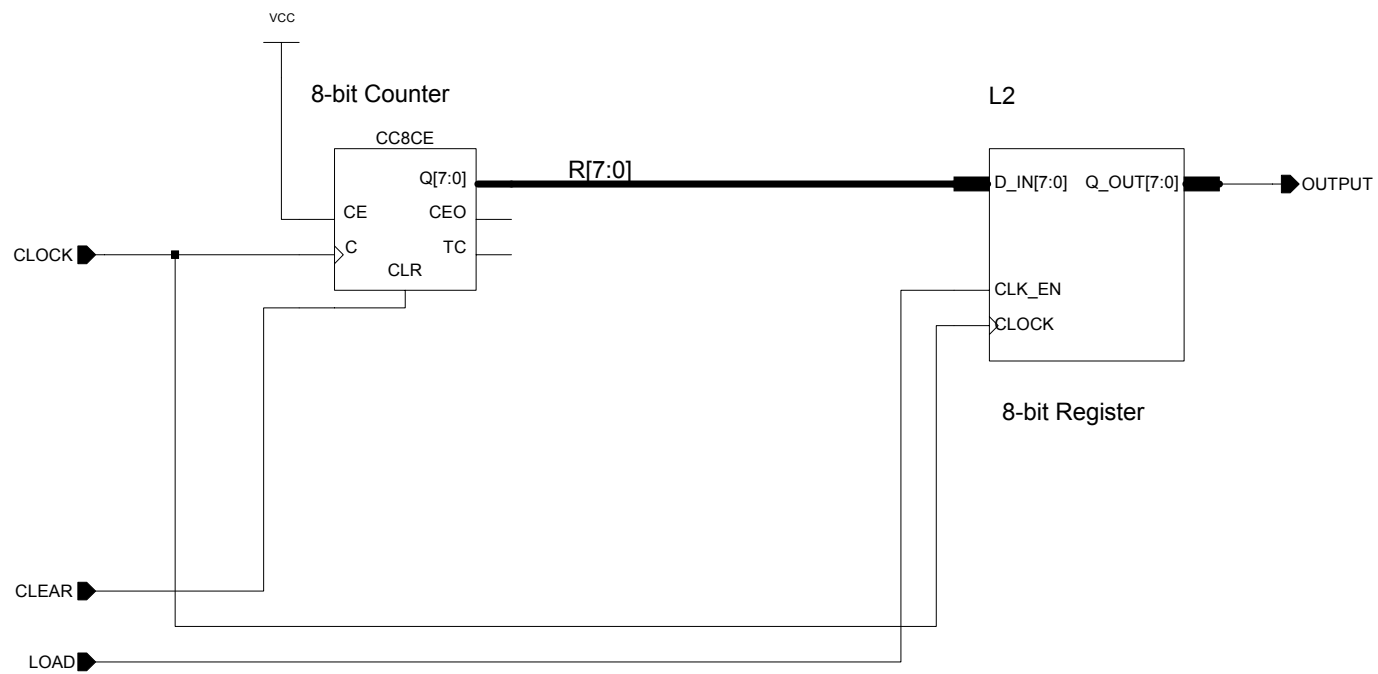 VCC
8-bit Counter
L2
CC8CE
Q[7:0]
R[7:0]
D_IN[7:0]
Q_OUT[7:0]
OUTPUT
CE
CEO
CLOCK
C
TC
CLR
CLK_EN
CLOCK
8-bit Register
CLEAR
LOAD